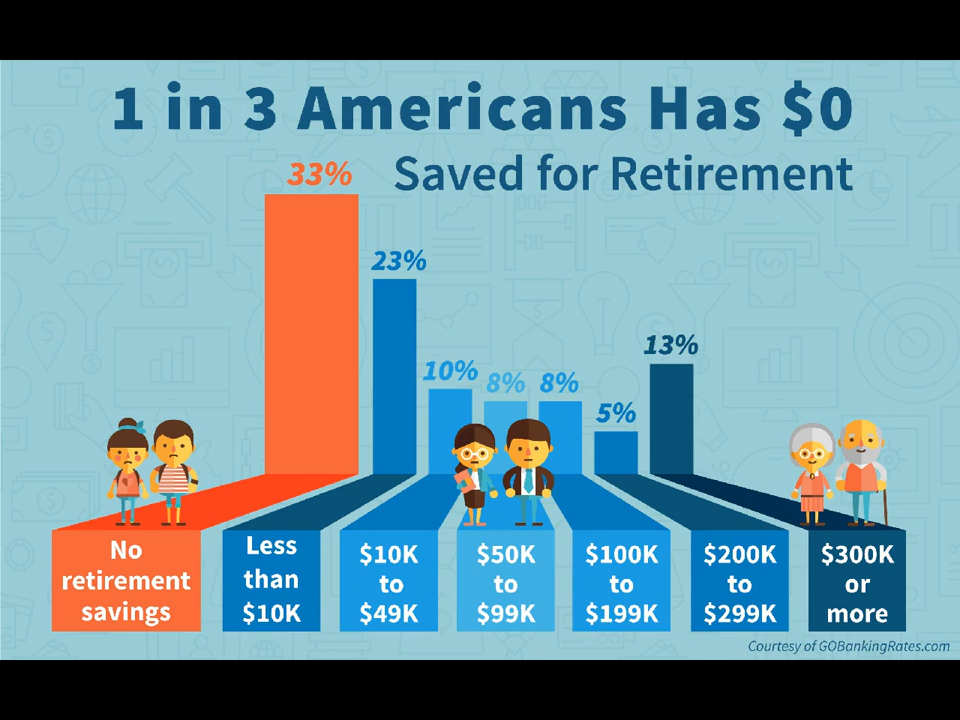 1 in 3 Americans Has $0
Saved for Retirement
33%
23%
10%
8%
8%
5%
13%
No
retirement
savings
Less
than
$10K
$10K
to
$49K
$50K
to
$99K
$100K
to
$199K
$200K
to
$299K
$300K
or
more
Courtesy of GOBankingRates.com